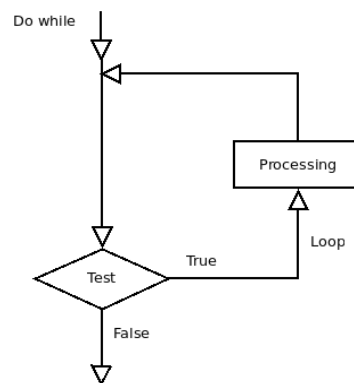 Do while
Processing
Loop
True
Test
False